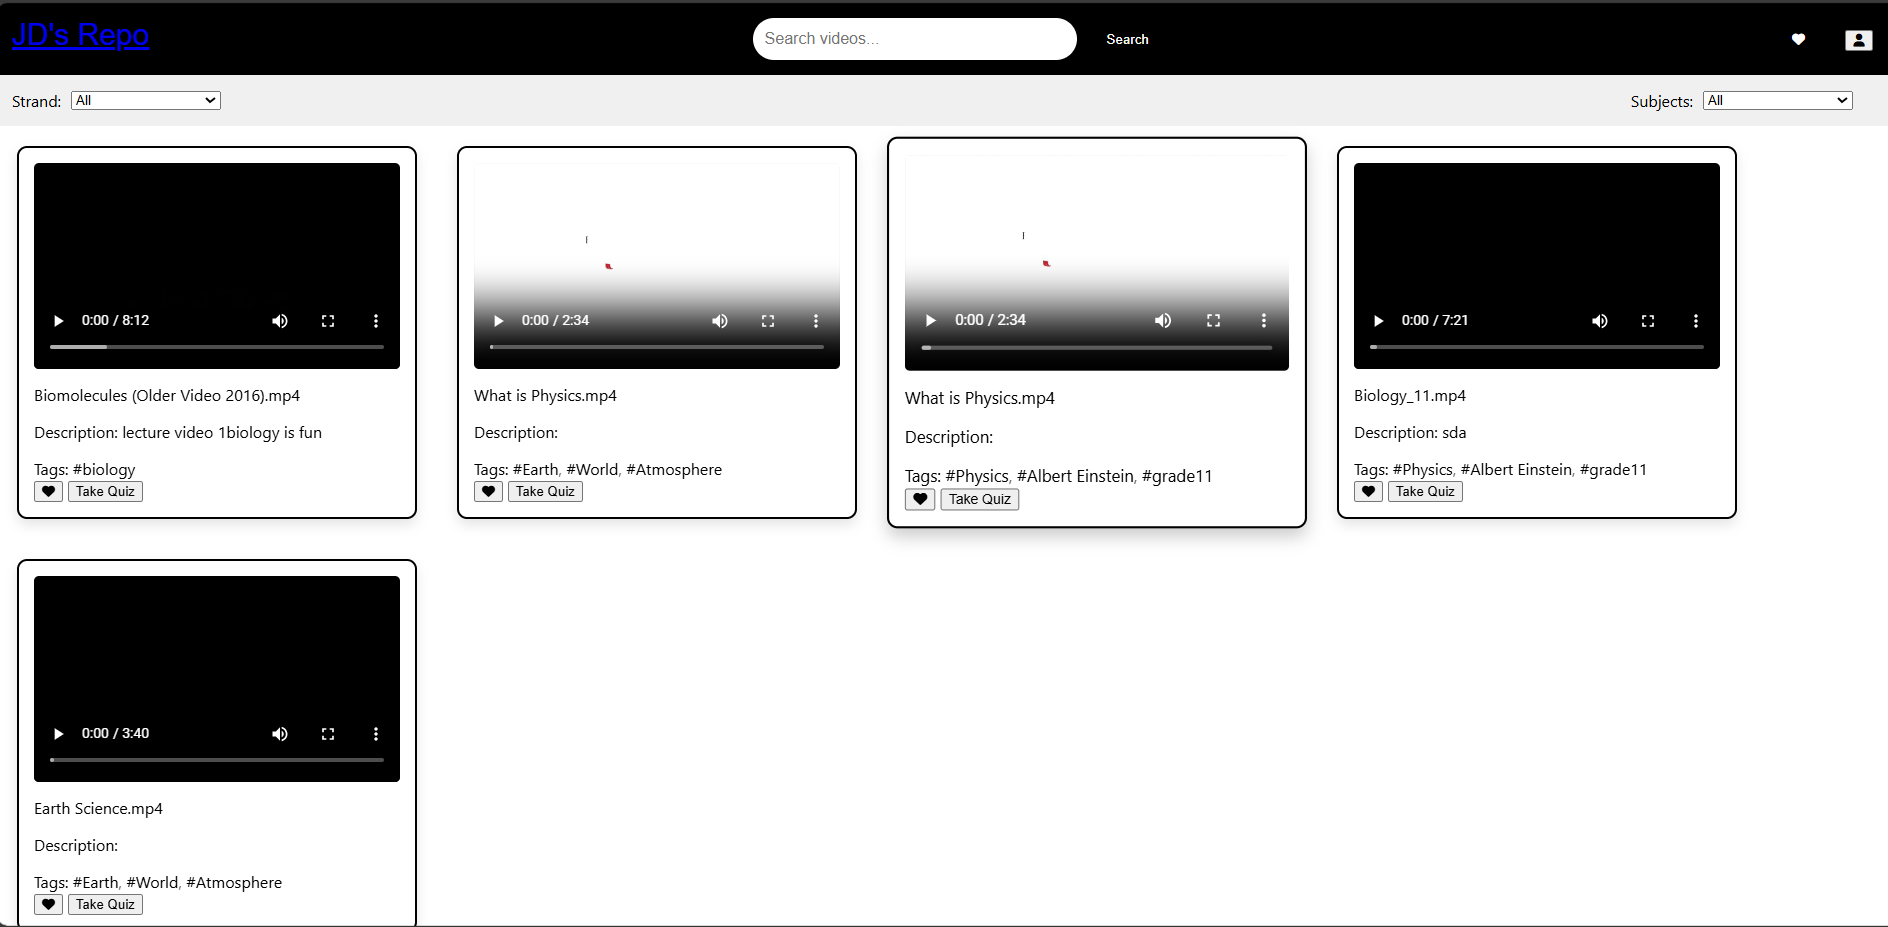 JD's Repo
Search videos...
Search
Strand:
All
Subjects:
All
0:00 / 8:12
Biomolecules (Older Video 2016).mp4
Description: lecture video 1biology is fun
Tags: #biology
Take Quiz
0:00 / 2:34
What is Physics.mp4
Description:
Tags: #Earth, #World, #Atmosphere
Take Quiz
0:00 / 2:34
What is Physics.mp4
Description:
Tags: #Physics, #Albert Einstein, #grade11
Take Quiz
0:00 / 7:21
Biology_11.mp4
Description: sda
Tags: #Physics, #Albert Einstein, #grade11
Take Quiz
0:00 / 3:40
Earth Science.mp4
Description:
Tags: #Earth, #World, #Atmosphere
Take Quiz